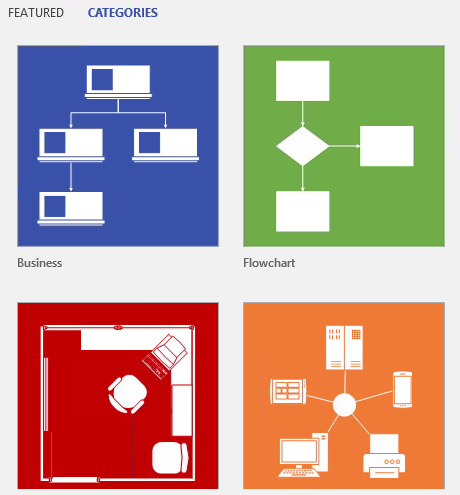 FEATURED CATEGORIES
Business Flowchart